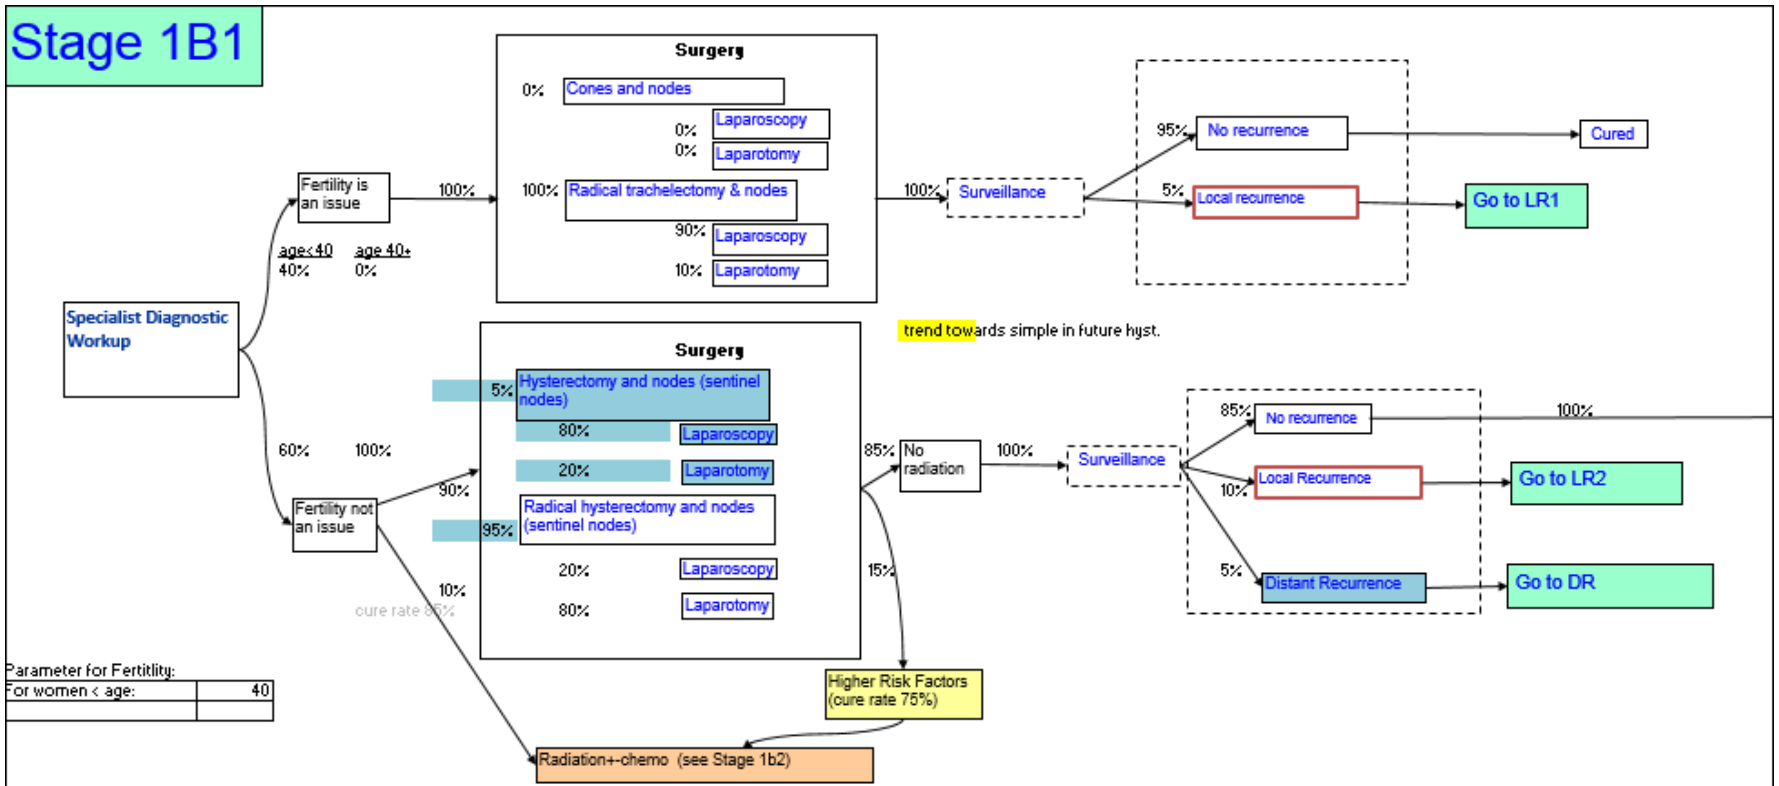 Stage 1B1
Surgery
0%
Cones and nodes
0%
Laparoscopy
0%
Laparotomy
100%
Radical trachelectomy & nodes
90%
Laparoscopy
10%
Laparotomy
Fertility is
an issue
100%
age<40 age 40+
40% 0%
100%
Surveillance
95%
No recurrence
Cured
5%
Local recurrence
Go to LR1
Specialist Diagnostic
Workup
trend towards simple in future hyst.
Surgery
5%
Hysterectomy and nodes (sentinel
nodes)
80%
Laparoscopy
20%
Laparotomy
95%
Radical hysterectomy and nodes
(sentinel nodes)
20%
Laparoscopy
80%
Laparotomy
60% 100%
90%
Fertility not
an issue
10%
cure rate 85%
85%
No
radiation
100%
Surveillance
85%
No recurrence
100%
10%
Local Recurrence
Go to LR2
5%
Distant Recurrence
Go to DR
15%
Higher Risk Factors
(cure rate 75%)
Radiation+-chemo (see Stage 1b2)
Parameter for Fertitlity:
For women < age: 40